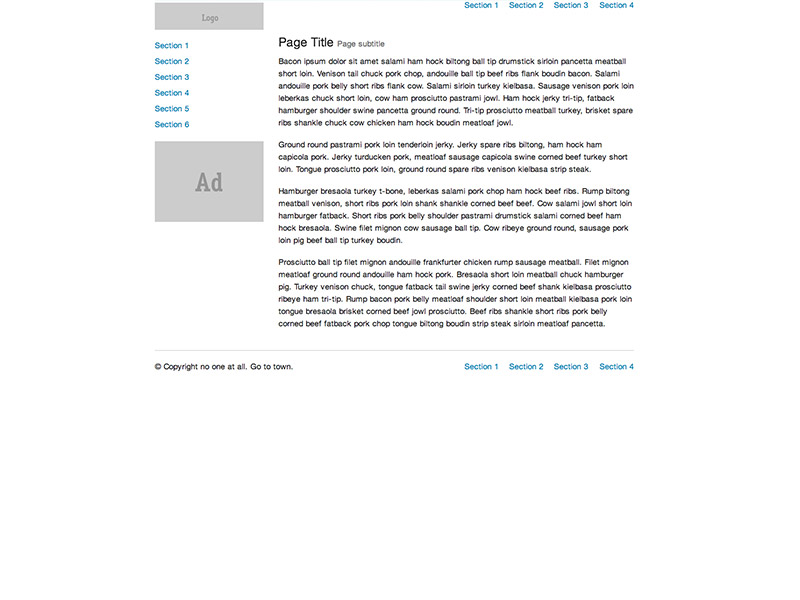 Logo
Section 1 Section 2 Section 3 Section 4
Section 1
Section 2
Section 3
Section 4
Section 5
Section 6
Ad
Page Title Page subtitle
Bacon ipsum dolor sit amet salami ham hock biltong ball tip drumstick sirloin pancetta meatball
short loin. Venison tail chuck pork chop, andouille ball tip beef ribs flank boudin bacon. Salami
andouille pork belly short ribs flank cow. Salami sirloin turkey kielbasa. Sausage venison pork loin
leberkas chuck short loin, cow ham prosciutto pastrami jowl. Ham hock jerky tri-tip, fatback
hamburger shoulder swine pancetta ground round. Tri-tip prosciutto meatball turkey, brisket spare
ribs shankle chuck cow chicken ham hock boudin meatloaf jowl.
Ground round pastrami pork loin tenderloin jerky. Jerky spare ribs biltong, ham hock ham
capicola pork. Jerky turducken pork, meatloaf sausage capicola swine corned beef turkey short
loin. Tongue prosciutto pork loin, ground round spare ribs venison kielbasa strip steak.
Hamburger bresaola turkey t-bone, leberkas salami pork chop ham hock beef ribs. Rump biltong
meatball venison, short ribs pork loin shank shankle corned beef beef. Cow salami jowl short loin
hamburger fatback. Short ribs pork belly shoulder pastrami drumstick salami corned beef ham
hock bresaola. Swine filet mignon cow sausage ball tip. Cow ribeye ground round, sausage pork
loin pig beef ball tip turkey boudin.
Prosciutto ball tip filet mignon andouille frankfurter chicken rump sausage meatball. Filet mignon
meatloaf ground round andouille ham hock pork. Bresaola short loin meatball chuck hamburger
pig. Turkey venison chuck, tongue fatback tail swine jerky corned beef shank kielbasa prosciutto
ribeye ham tri-tip. Rump bacon pork belly meatloaf shoulder short loin meatball kielbasa pork loin
tongue bresaola brisket corned beef jowl prosciutto. Beef ribs shankle short ribs pork belly
corned beef fatback pork chop tongue biltong boudin strip steak sirloin meatloaf pancetta.
© Copyright no one at all. Go to town.
Section 1 Section 2 Section 3 Section 4